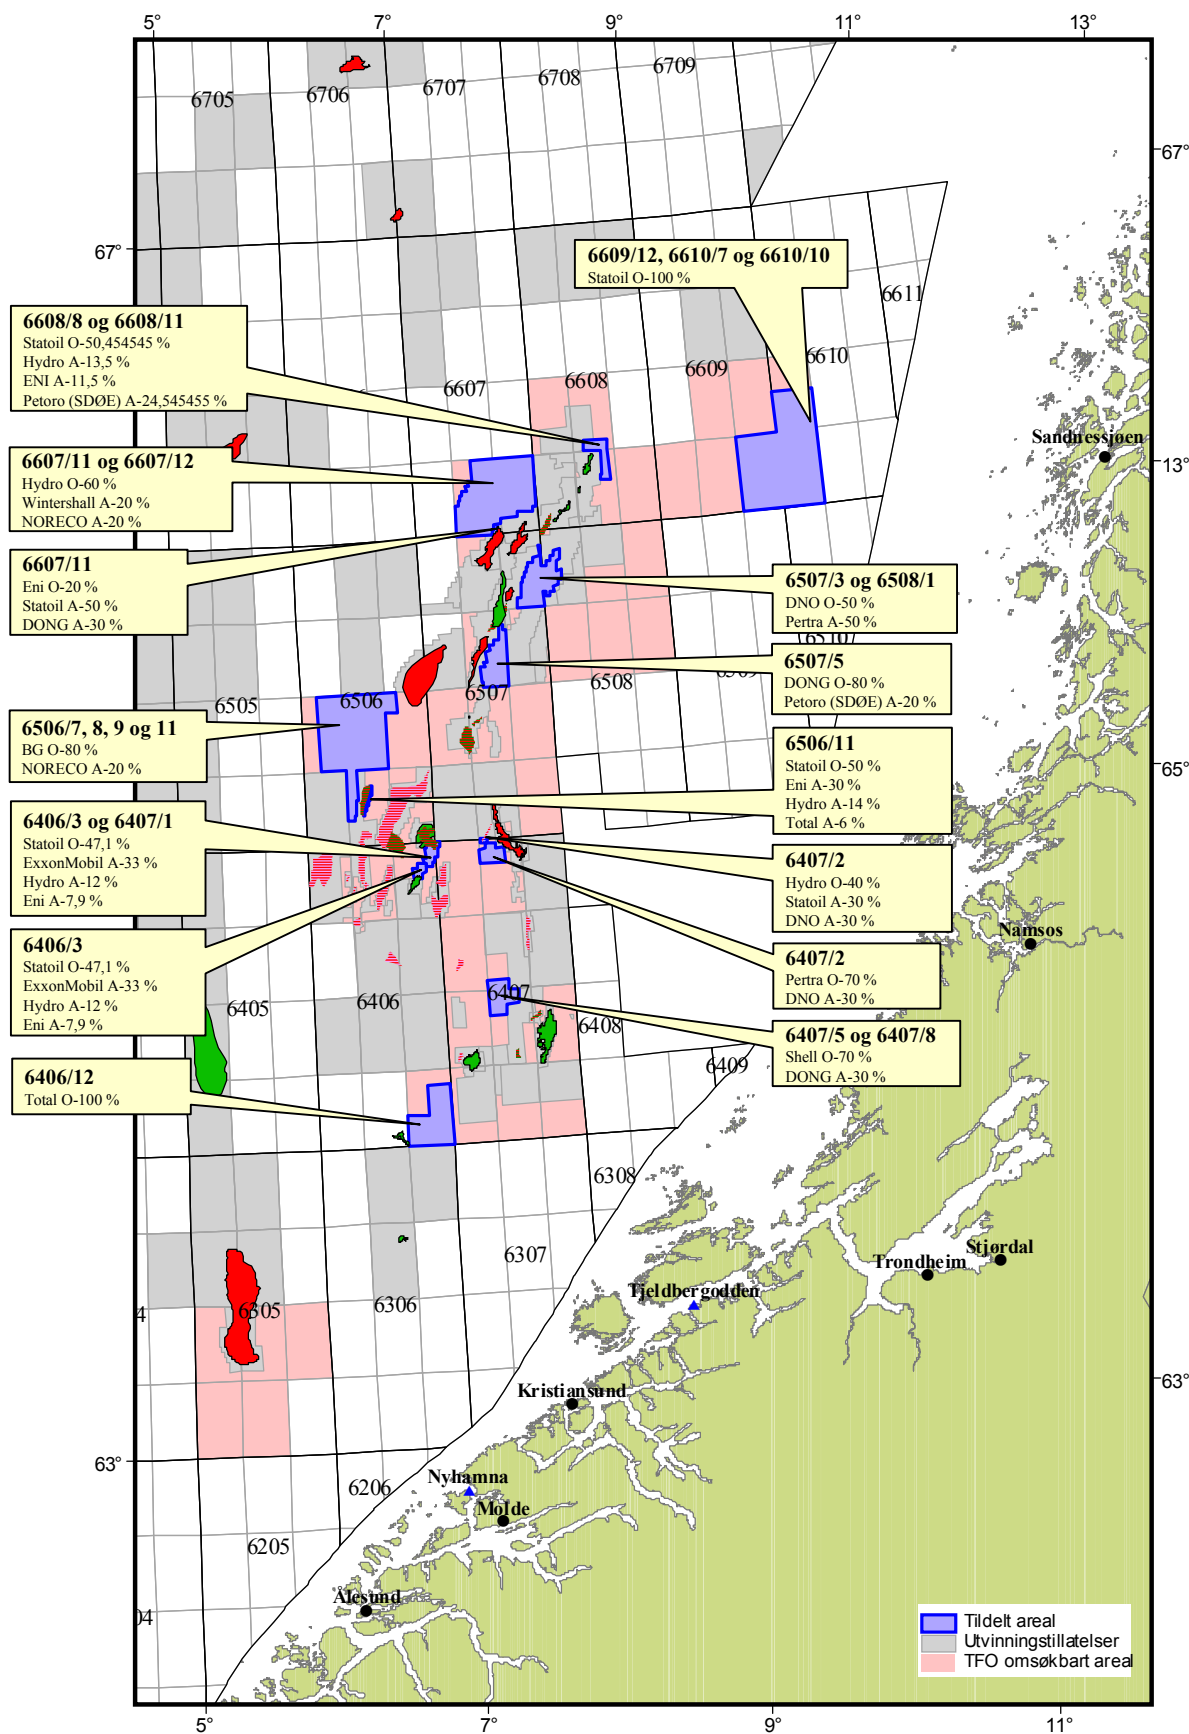 5°
7°
9°
11°
13°
6705
6706
6707
6708
6709
67°
67°
6609/12, 6610/7 og 6610/10
Statoil O-100 %
6611
6610
6609
6608
6607
6608/8 og 6608/11
Statoil O-50,454545 %
Hydro A-13,5 %
ENI A-11,5 %
Petoro (SDØE) A-24,545455 %
Sandnessjøen
13°
6607/11 og 6607/12
Hydro O-60 %
Wintershall A-20 %
NORECO A-20 %
6607/11
Eni O-20 %
Statoil A-50 %
DONG A-30 %
6507/3 og 6508/1
DNO O-50 %
Pertra A-50 %
6510
6507/5
DONG O-80 %
Petoro (SDØE) A-20 %
6505
6506
6507
6508
6509
6506/7, 8, 9 og 11
BG O-80 %
NORECO A-20 %
6506/11
Statoil O-50 %
Eni A-30 %
Hydro A-14 %
Total A-6 %
65°
6406/3 og 6407/1
Statoil O-47,1 %
ExxonMobil A-33 %
Hydro A-12 %
Eni A-7,9 %
6407/2
Hydro O-40 %
Statoil A-30 %
DNO A-30 %
Namsos
6406/3
Statoil O-47,1 %
ExxonMobil A-33 %
Hydro A-12 %
Eni A-7,9 %
6407/2
Pertra O-70 %
DNO A-30 %
6405
6406
6407
6408
6409
6407/5 og 6407/8
Shell O-70 %
DONG A-30 %
6406/12
Total O-100 %
6308
6307
6306
6305
4
Stjørdal
Trondheim
Tjeldbergodden
Kristiansund
63°
63°
Nyhamna
Molde
6206
6205
04
Ålesund
Tildelt areal
Utvinningstillatelser
TFO omsøkbart areal
5°
7°
9°
11°